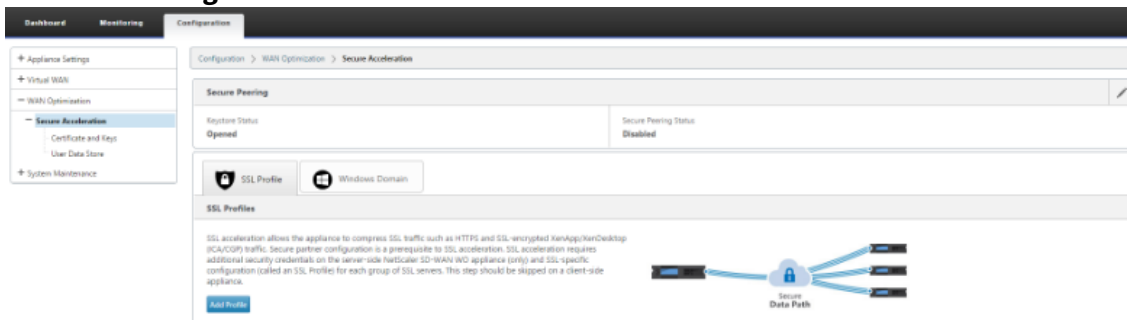 Dashboard
Monitoring
Configuration
+ Appliance Settings
+ Virtual WAN
− WAN Optimization
− Secure Acceleration
Certificate and Keys
User Data Store
+ System Maintenance
Configuration > WAN Optimization > Secure Acceleration
Secure Peering
Keystore Status
Opened
Secure Peering Status
Disabled
SSL Profile
Windows Domain
SSL Profiles
SSL acceleration allows the appliance to compress SSL traffic such as HTTPS and SSL-encrypted XenApp/XenDesktop
(ICA/CGP) traffic. Secure partner configuration is a prerequisite to SSL acceleration. SSL acceleration requires
additional security credentials on the server-side NetScaler SD-WAN WO appliance (only) and SSL-specific
configuration (called an SSL Profile) for each group of SSL servers. This step should be skipped on a client-side
appliance.
Add Profile
Secure
Data Path